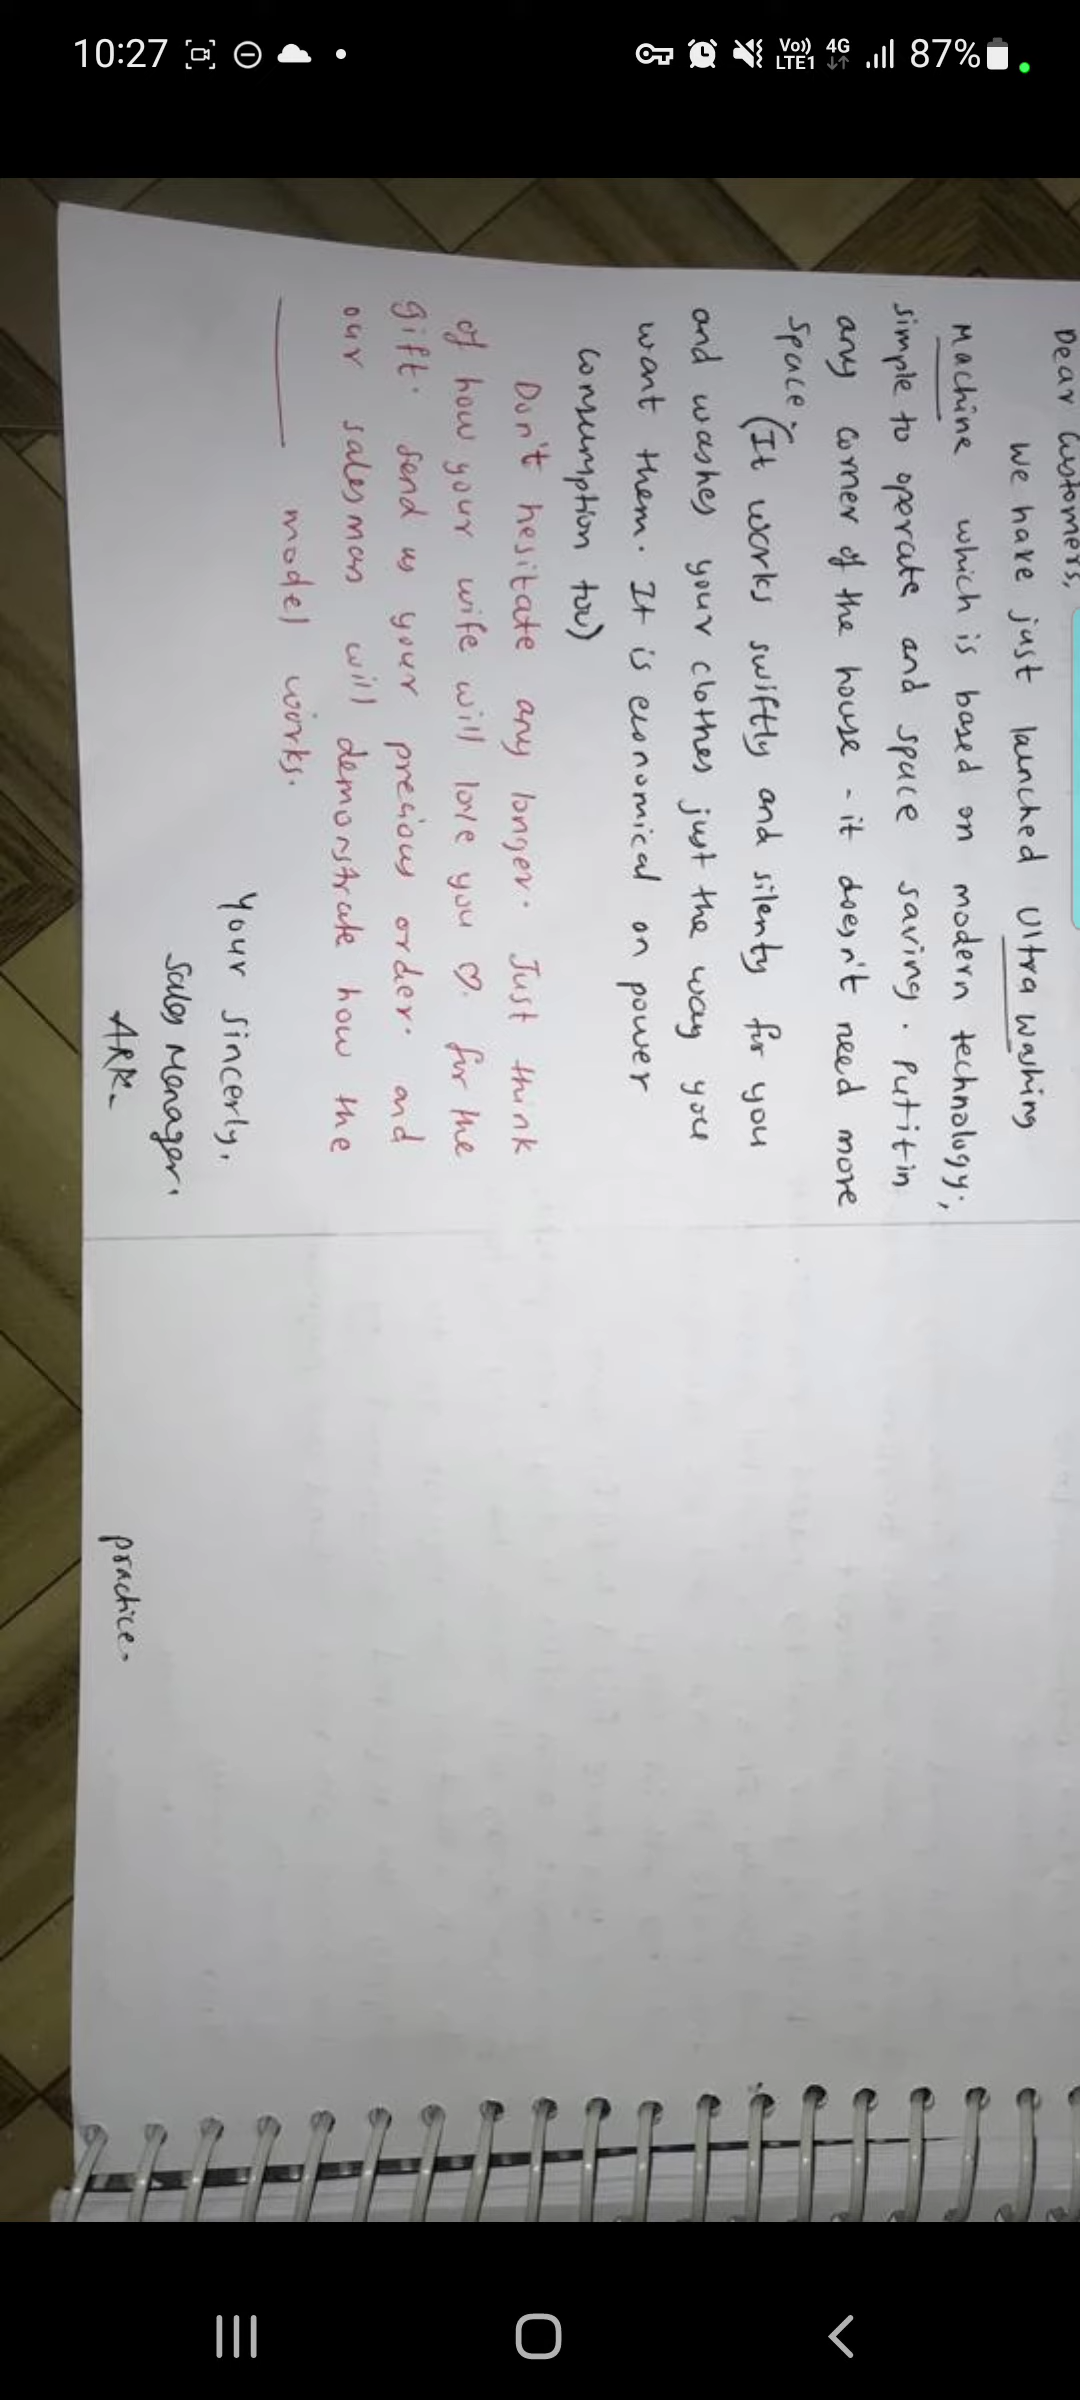 10:27
Vo)) LTE1 4G 87%
Dear Customers,
We have just launched Ultra Washing
Machine which is based on modern technology;
simple to operate and space saving. Put it in
any corner of the house - it doesn't need more
space. (It works swiftly and silenty for you
and washes your clothes just the way you
want them. It is economical on power
consumption too)
Don't hesitate any longer. Just think
of how your wife will love you ♡. for the
gift. Send us your precious order. and
our salesman will demonstrate how the
_____ model works.
Your Sincerly,
Sales Manager.
ARK.
practice.